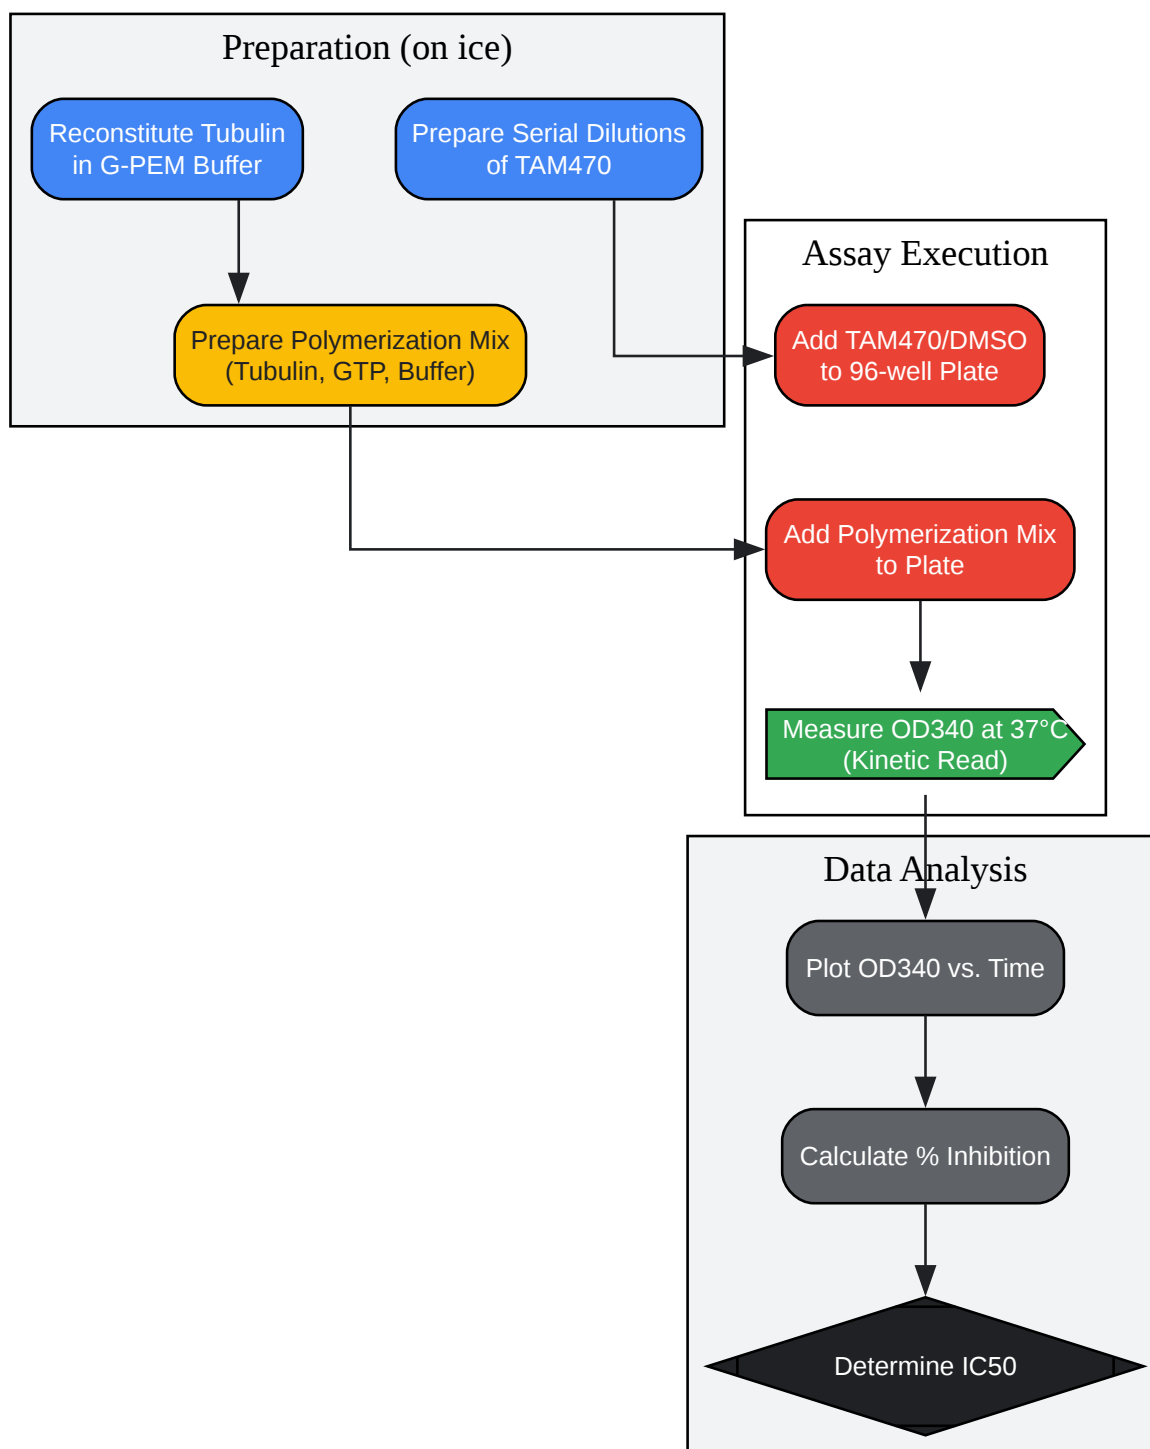 Preparation (on ice)
Reconstitute Tubulin
in G-PEM Buffer
Prepare Serial Dilutions
of TAM470
Prepare Polymerization Mix
(Tubulin, GTP, Buffer)
Assay Execution
Add TAM470/DMSO
to 96-well Plate
Add Polymerization Mix
to Plate
Measure OD340 at 37°C
(Kinetic Read)
Data Analysis
Plot OD340 vs. Time
Calculate % Inhibition
Determine IC50